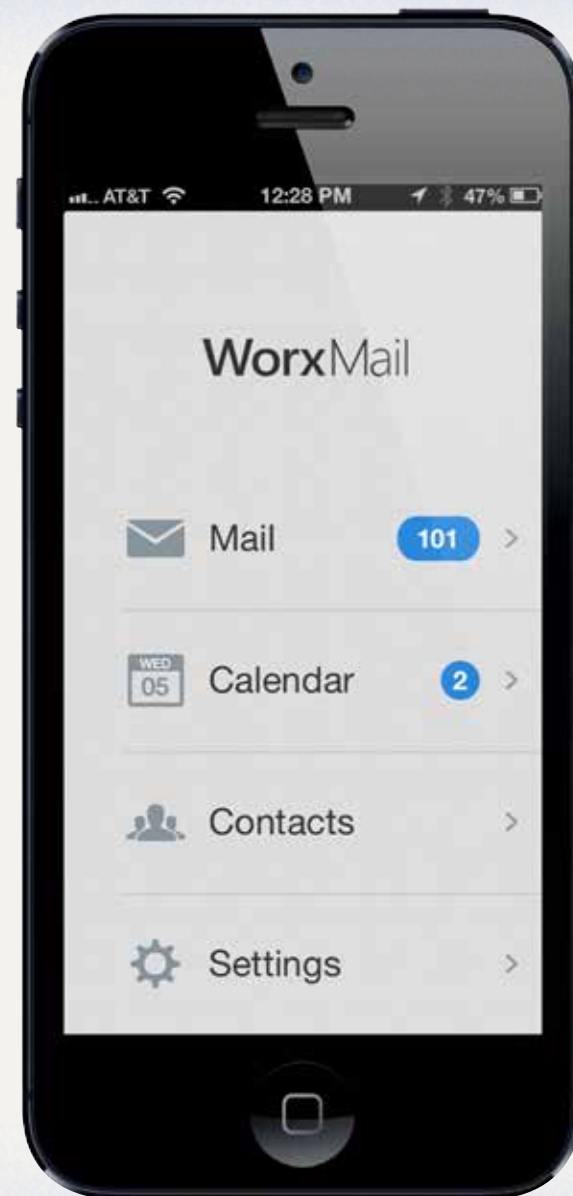 AT&T 12:28 PM 47%
WorxMail
Mail 101
WED
05
Calendar 2
Contacts
Settings